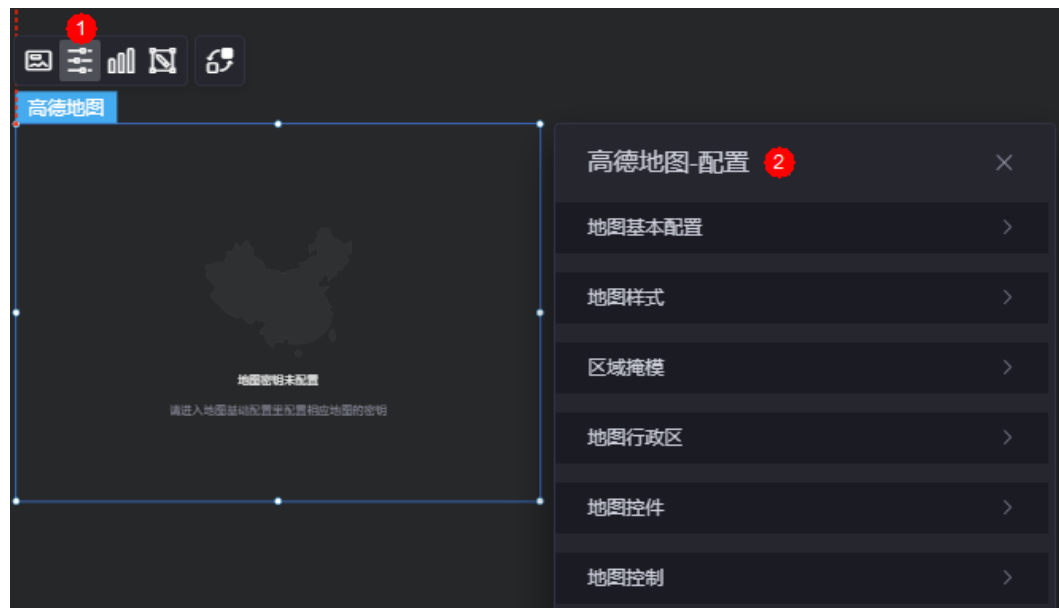 1
高德地图
高德地图-配置 2
地图基本配置
地图样式
区域掩模
地图行政区
地图控件
地图控制
地图密钥未配置
请进入地图基础配置里配置相应地图的密钥